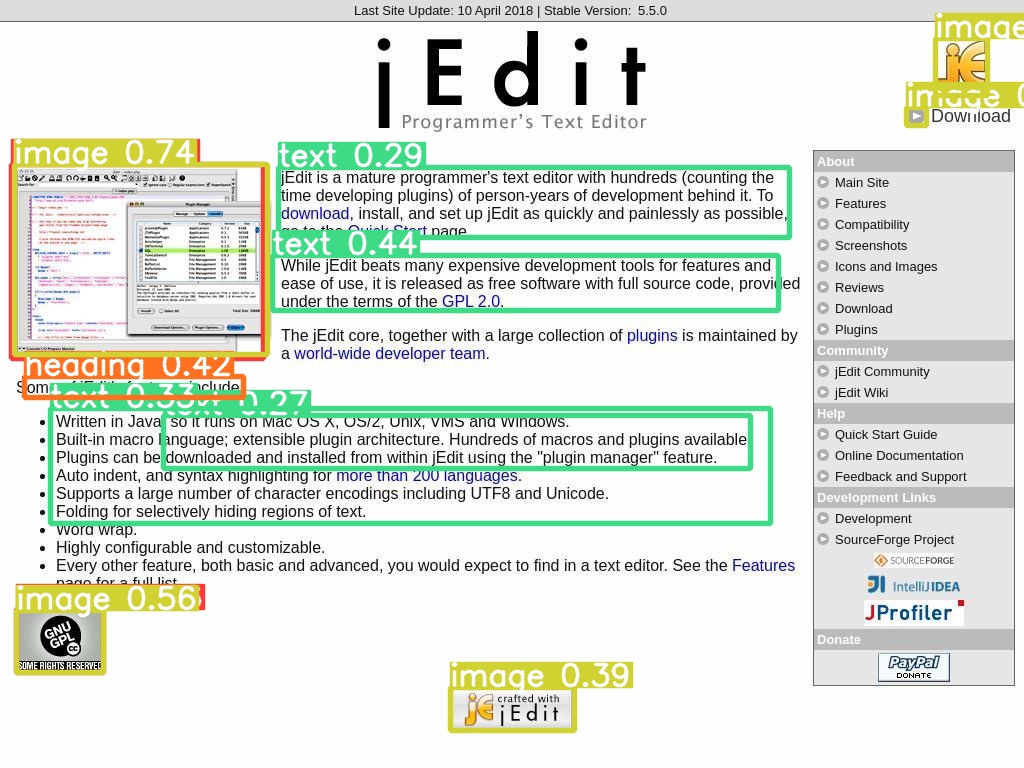 Last Site Update: 10 April 2018 | Stable Version: 5.5.0
jEdit
Programmer's Text Editor
image
image 0
Download
image 0.74
text 0.29
jEdit is a mature programmer's text editor with hundreds (counting the
time developing plugins) of person-years of development behind it. To
download, install, and set up jEdit as quickly and painlessly as possible,
go to the Quick Start page.
text 0.44
While jEdit beats many expensive development tools for features and
ease of use, it is released as free software with full source code, provided
under the terms of the GPL 2.0.
The jEdit core, together with a large collection of plugins is maintained by
a world-wide developer team.
heading 0.42
Some of jEdit's features include:
text 0.33
text 0.27
Written in Java, so it runs on Mac OS X, OS/2, Unix, VMS and Windows.
Built-in macro language; extensible plugin architecture. Hundreds of macros and plugins available.
Plugins can be downloaded and installed from within jEdit using the "plugin manager" feature.
Auto indent, and syntax highlighting for more than 200 languages.
Supports a large number of character encodings including UTF8 and Unicode.
Folding for selectively hiding regions of text.
Word wrap.
Highly configurable and customizable.
Every other feature, both basic and advanced, you would expect to find in a text editor. See the Features
page for a full list.
image 0.56
GNU
GPL
cc
SOME RIGHTS RESERVED
image 0.39
crafted with
jEdit
About
Main Site
Features
Compatibility
Screenshots
Icons and Images
Reviews
Download
Plugins
Community
jEdit Community
jEdit Wiki
Help
Quick Start Guide
Online Documentation
Feedback and Support
Development Links
Development
SourceForge Project
SOURCEFORGE
IntelliJ IDEA
JProfiler
Donate
PayPal
DONATE